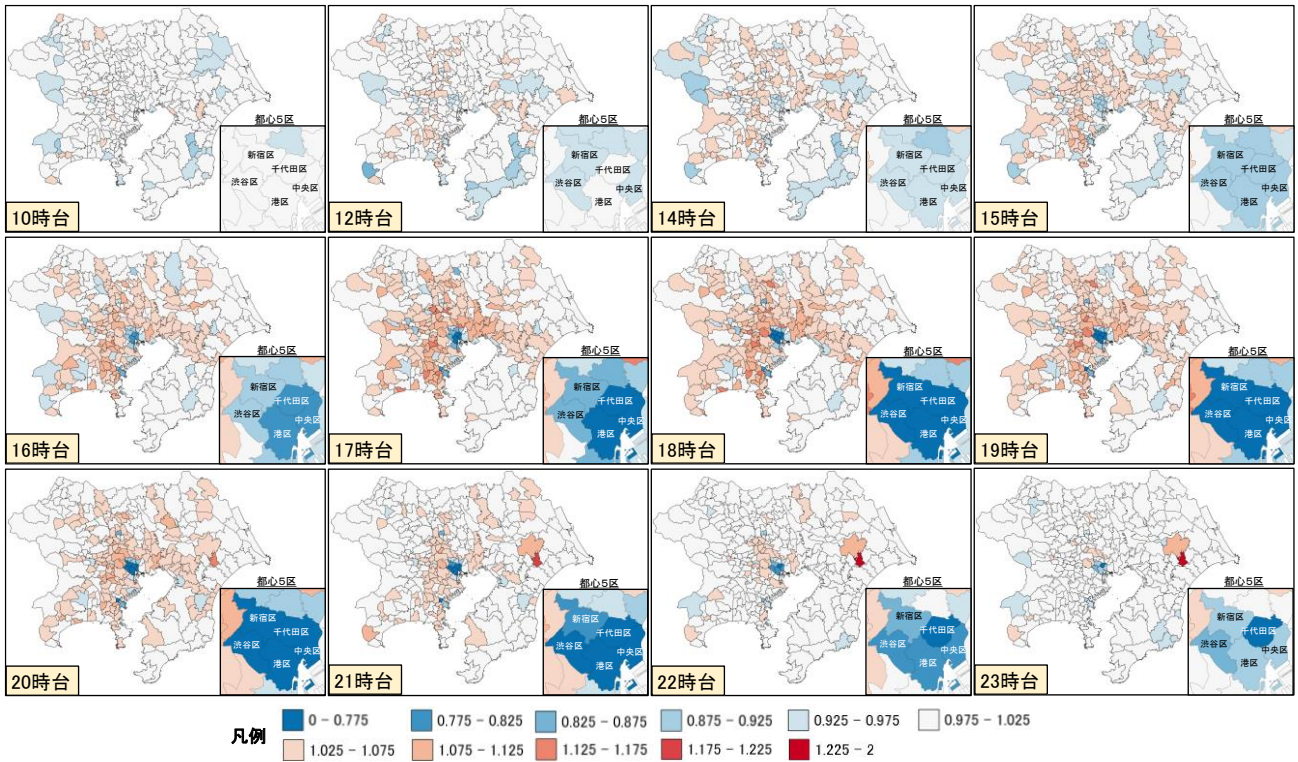 都心5区
新宿区
千代田区
渋谷区
中央区
港区
10時台
都心5区
新宿区
千代田区
渋谷区
中央区
港区
12時台
都心5区
新宿区
千代田区
渋谷区
中央区
港区
14時台
都心5区
新宿区
千代田区
渋谷区
中央区
港区
15時台
都心5区
新宿区
千代田区
渋谷区
中央区
港区
16時台
都心5区
新宿区
千代田区
渋谷区
中央区
港区
17時台
都心5区
新宿区
千代田区
渋谷区
中央区
港区
18時台
都心5区
新宿区
千代田区
渋谷区
中央区
港区
19時台
都心5区
新宿区
千代田区
渋谷区
中央区
港区
20時台
都心5区
新宿区
千代田区
渋谷区
中央区
港区
21時台
都心5区
新宿区
千代田区
渋谷区
中央区
港区
22時台
都心5区
新宿区
千代田区
渋谷区
中央区
港区
23時台
凡例
0 - 0.775
0.775 - 0.825
0.825 - 0.875
0.875 - 0.925
0.925 - 0.975
0.975 - 1.025
1.025 - 1.075
1.075 - 1.125
1.125 - 1.175
1.175 - 1.225
1.225 - 2